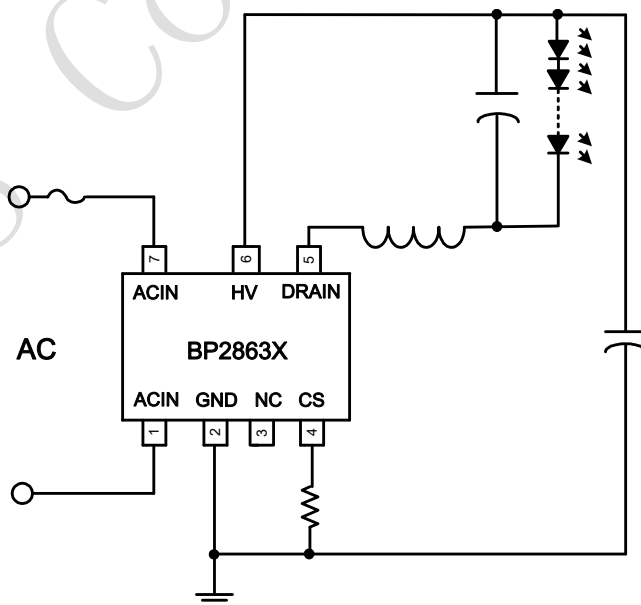 7 6 5
ACIN HV DRAIN
AC
BP2863X
ACIN GND NC CS
1 2 3 4